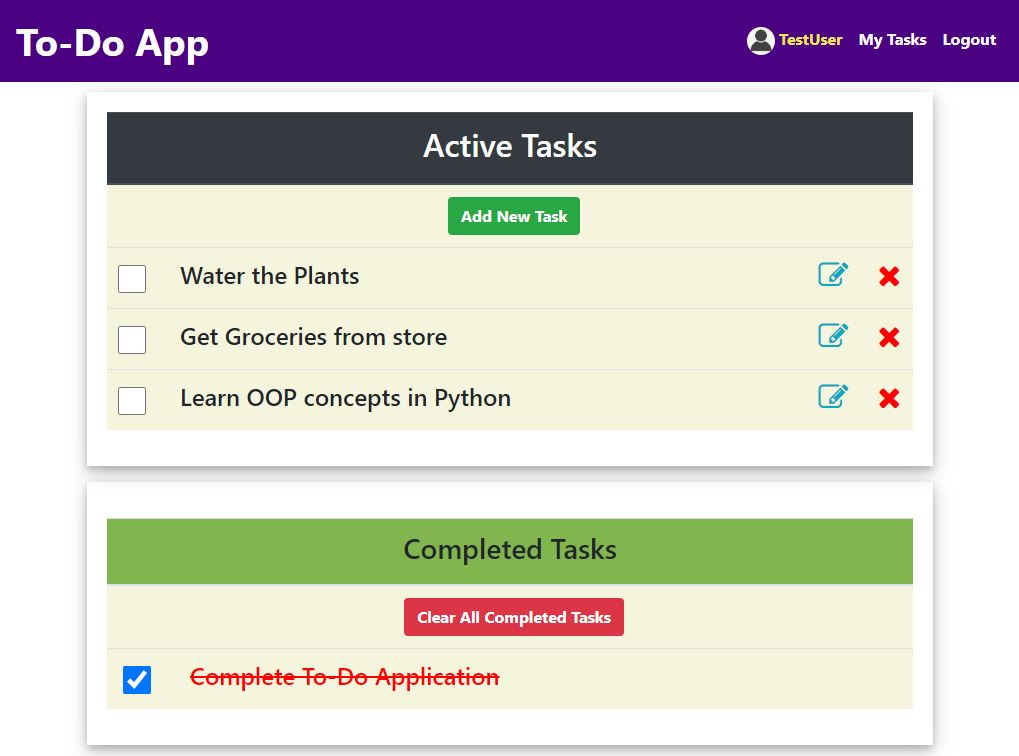 To-Do App
TestUser My Tasks Logout
Active Tasks
Add New Task
Water the Plants
Get Groceries from store
Learn OOP concepts in Python
Completed Tasks
Clear All Completed Tasks
Complete To-Do Application